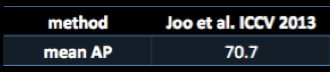 method Joo et al. ICCV 2013
mean AP 70.7